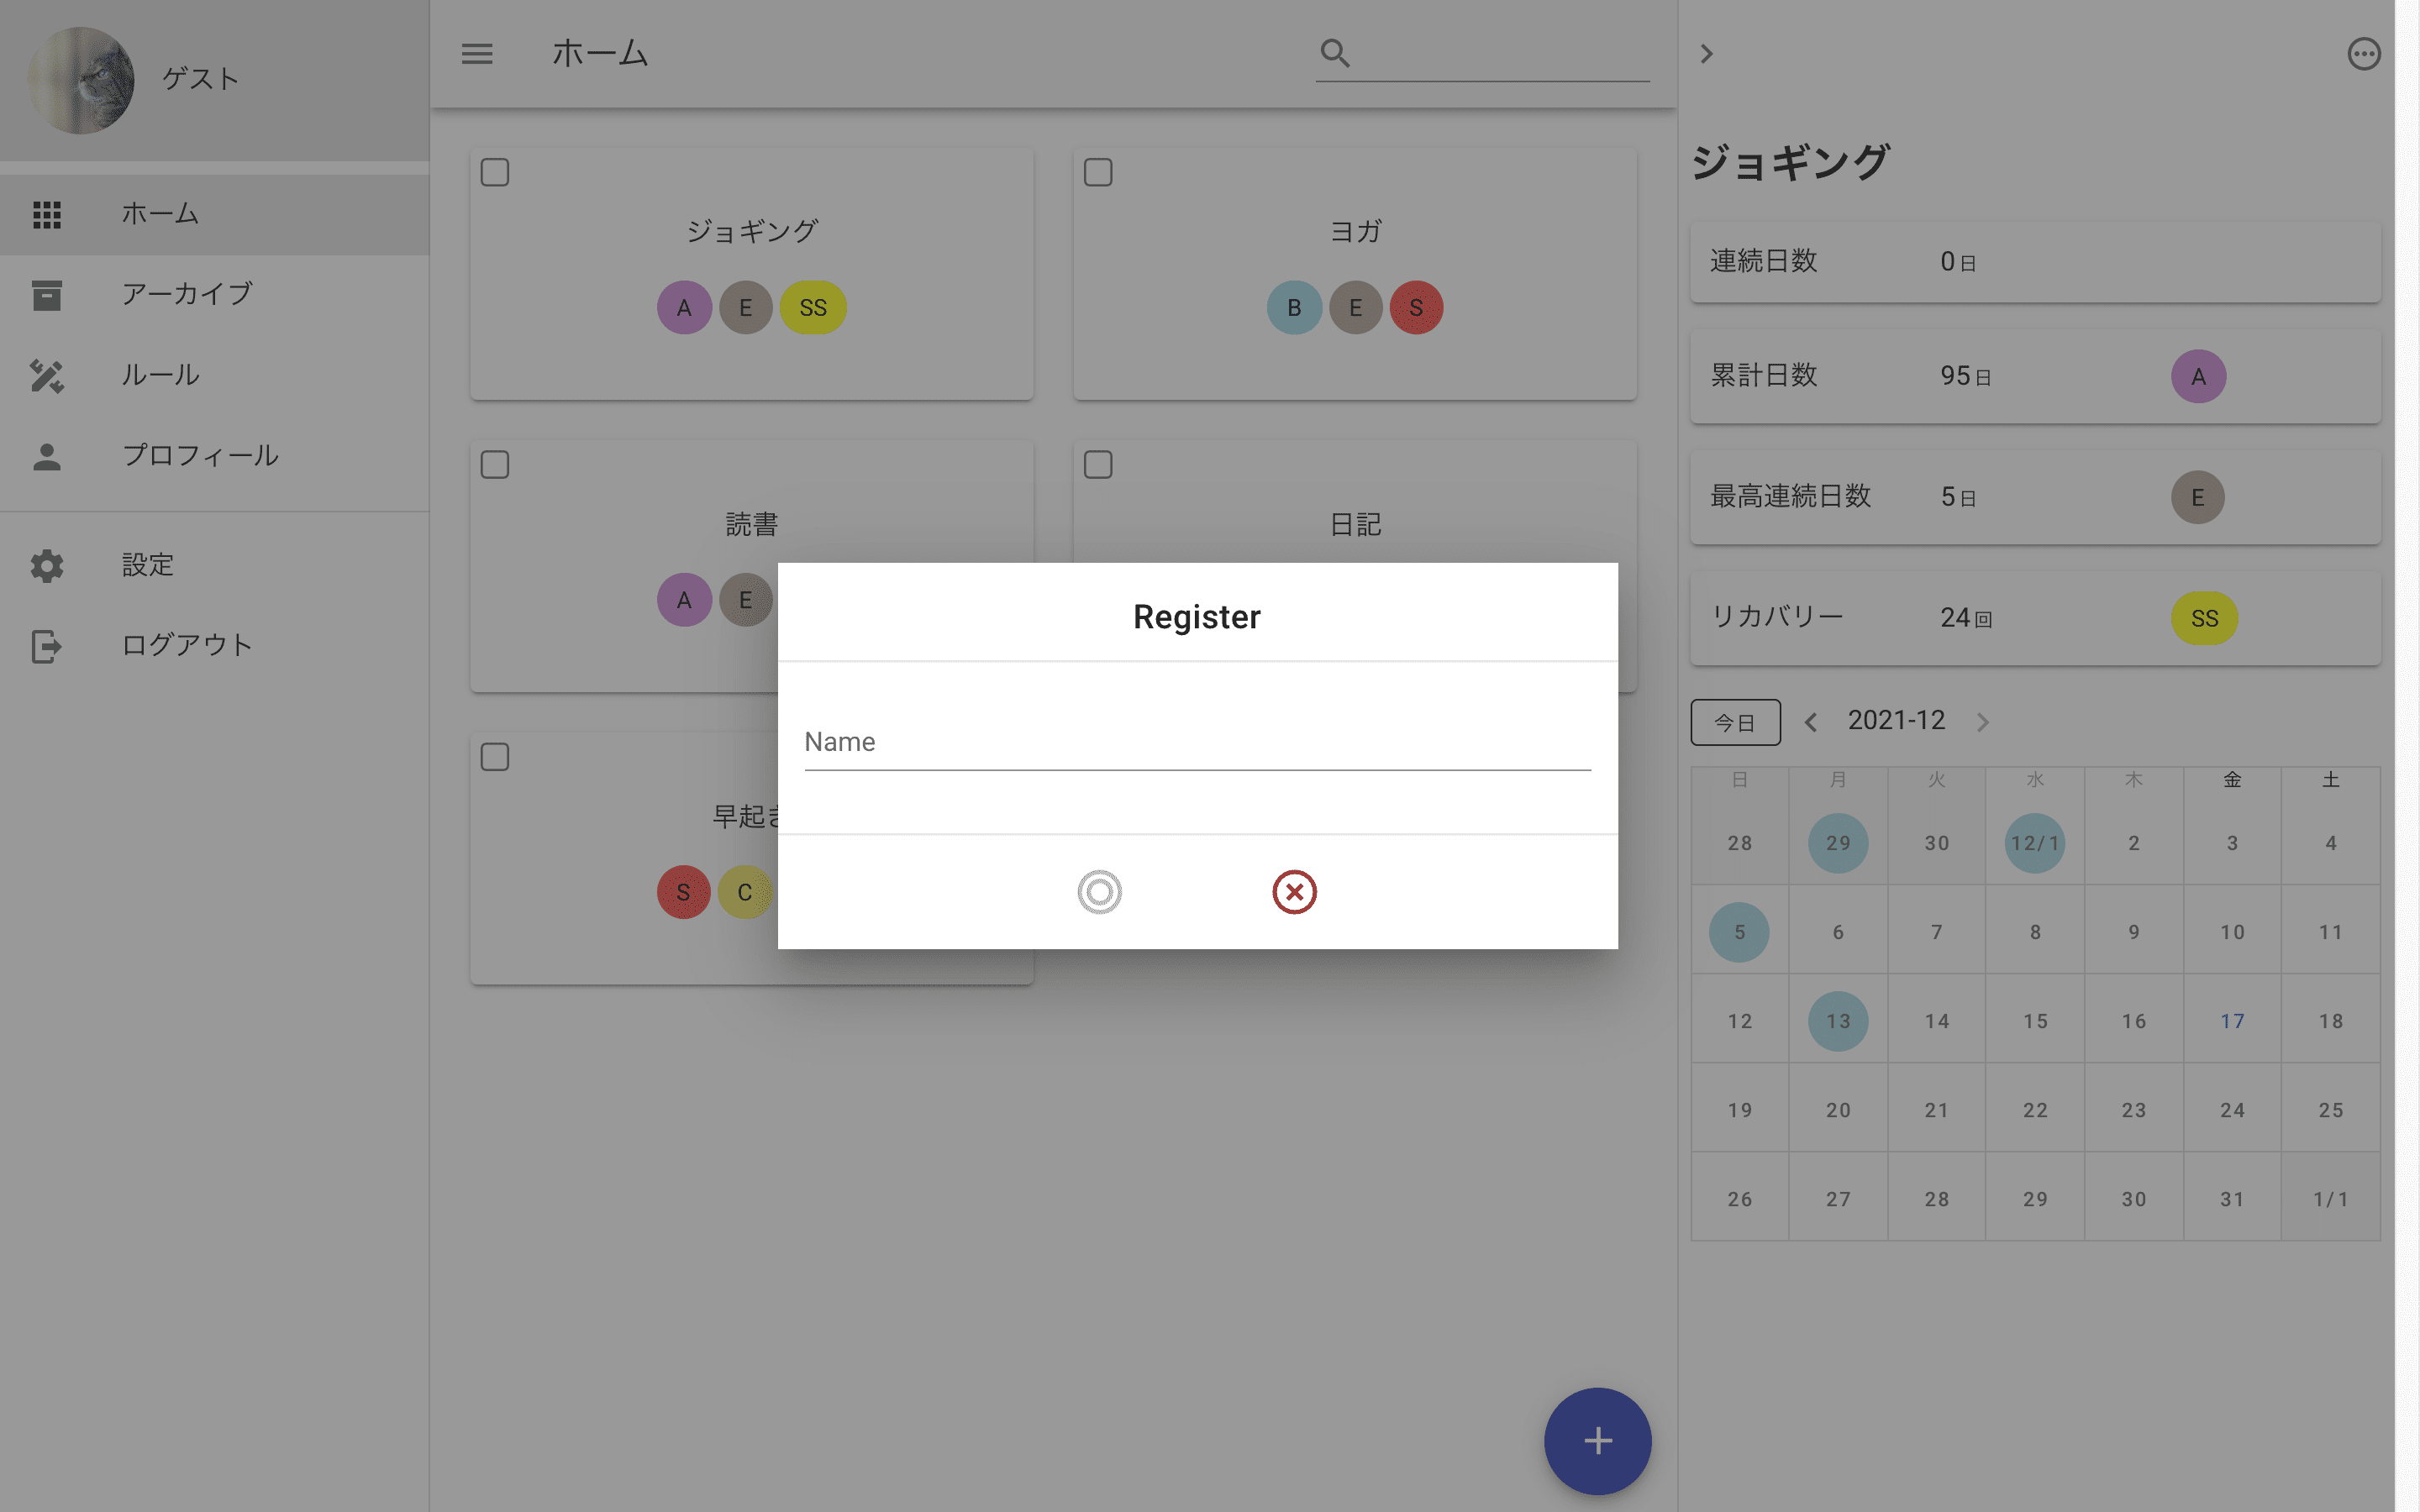 ゲスト
ホーム
アーカイブ
ルール
プロフィール
設定
ログアウト
ホーム
ジョギング
A E SS
ヨガ
B E S
読書
A E
日記
早起き
S C
Register
Name
ジョギング
連続日数 0日
累計日数 95日 A
最高連続日数 5日 E
リカバリー 24回 SS
今日 2021-12
日 月 火 水 木 金 土
28 29 30 12/1 2 3 4
5 6 7 8 9 10 11
12 13 14 15 16 17 18
19 20 21 22 23 24 25
26 27 28 29 30 31 1/1